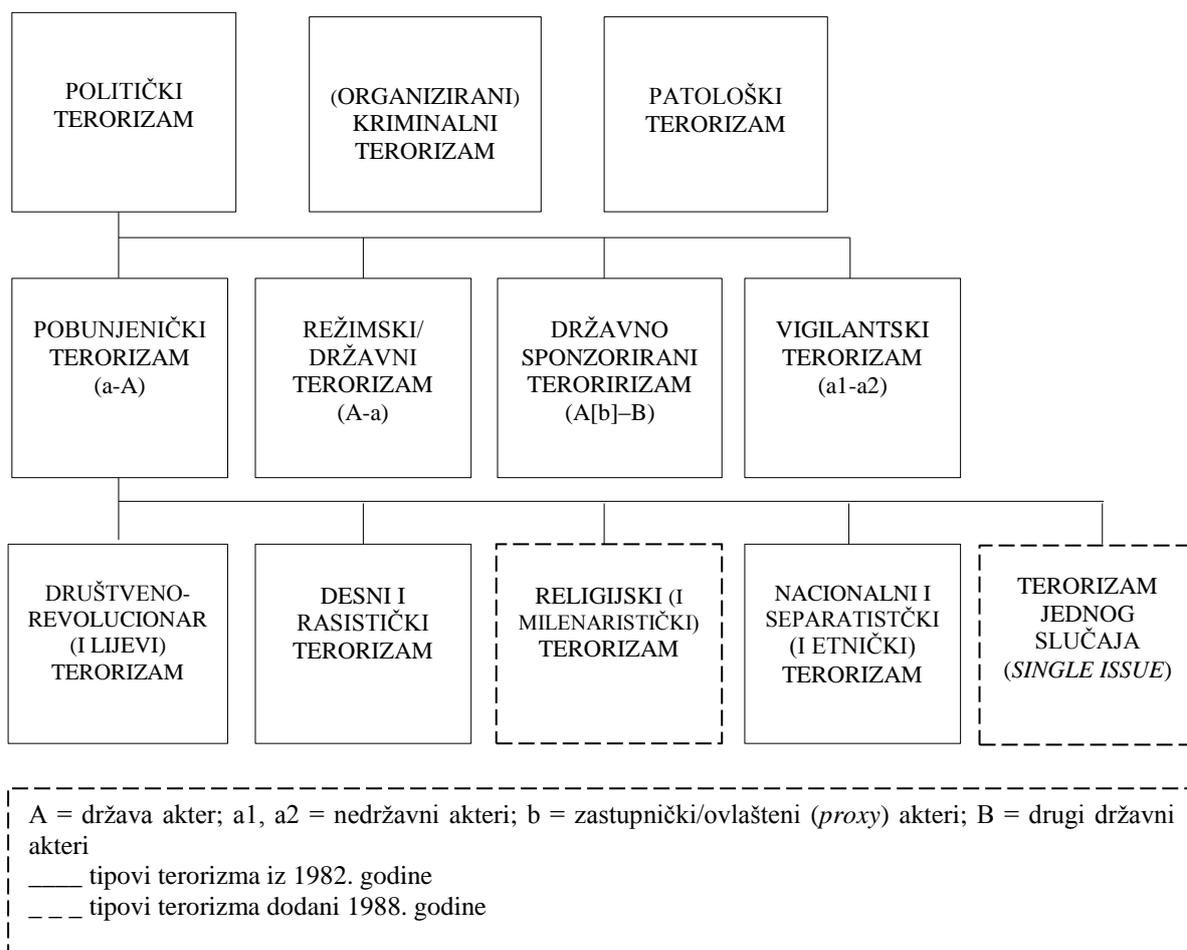 POLITIČKI
TERORIZAM
(ORGANIZIRANI)
KRIMINALNI
TERORIZAM
PATOLOŠKI
TERORIZAM
POBUNJENIČKI
TERORIZAM
(a-A)
REŽIMSKI/
DRŽAVNI
TERORIZAM
(A-a)
DRŽAVNO
SPONZORIRANI
TERORIRIZAM
(A[b]–B)
VIGILANTSKI
TERORIZAM
(a1-a2)
DRUŠTVENO-
REVOLUCIONAR
(I LIJEVI)
TERORIZAM
DESNI I
RASISTIČKI
TERORIZAM
RELIGIJSKI (I
MILENARISTIČKI)
TERORIZAM
NACIONALNI I
SEPARATISTČKI
(I ETNIČKI)
TERORIZAM
TERORIZAM
JEDNOG
SLUČAJA
(SINGLE ISSUE)
A = država akter; a1, a2 = nedržavni akteri; b = zastupnički/ovlašteni (proxy) akteri; B = drugi državni
akteri
____ tipovi terorizma iz 1982. godine
_ _ _ tipovi terorizma dodani 1988. godine